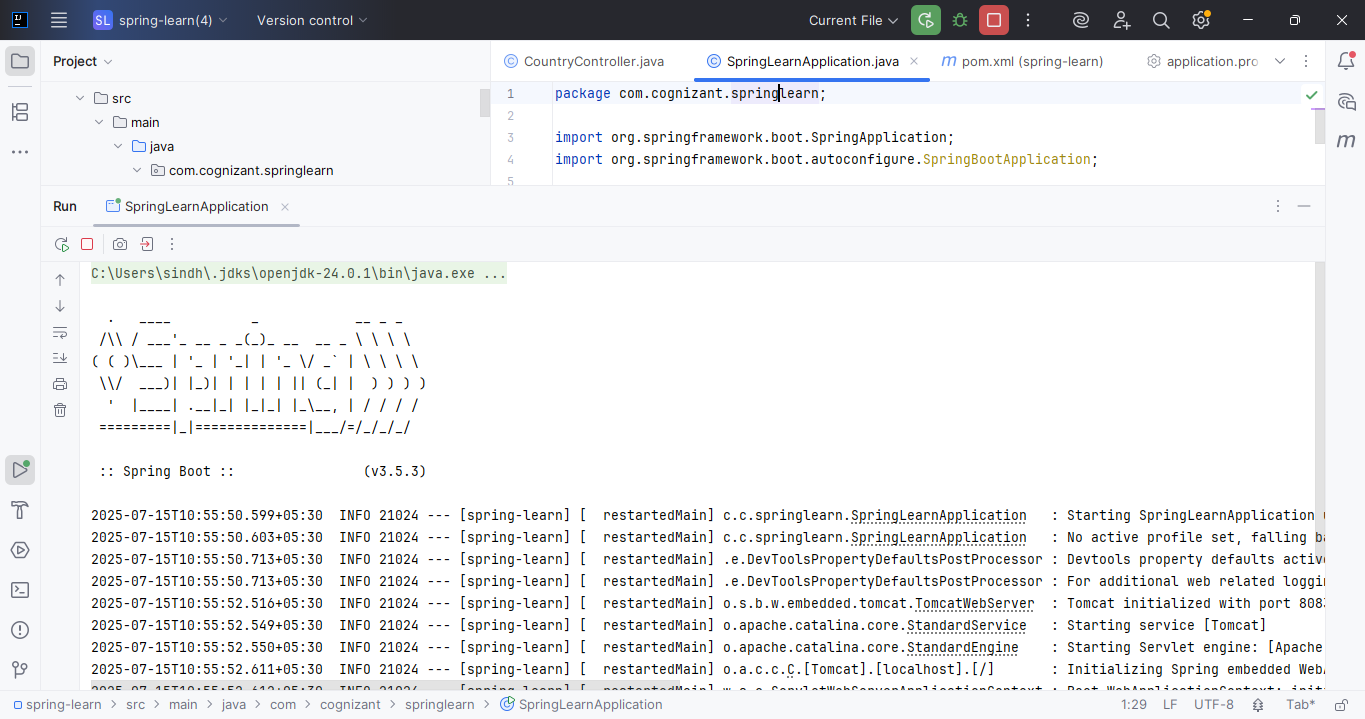 SL spring-learn(4) Version control Current File
Project
CountryController.java SpringLearnApplication.java m pom.xml (spring-learn) application.pro
src
main
java
com.cognizant.springlearn
1 package com.cognizant.springlearn;
2
3 import org.springframework.boot.SpringApplication;
4 import org.springframework.boot.autoconfigure.SpringBootApplication;
5
Run SpringLearnApplication
C:\Users\sindh\.jdks\openjdk-24.0.1\bin\java.exe ...
  .   ____          _            __ _ _
 /\\ / ___'_ __ _ _(_)_ __  __ _ \ \ \ \
( ( )\___ | '_ | '_| | '_ \/ _` | \ \ \ \
 \\/  ___)| |_)| | | | | || (_| |  ) ) ) )
  '  |____| .__|_| |_|_| |_\__, | / / / /
 =========|_|==============|___/=/_/_/_/
 :: Spring Boot ::                (v3.5.3)
2025-07-15T10:55:50.599+05:30  INFO 21024 --- [spring-learn] [  restartedMain] c.c.springlearn.SpringLearnApplication   : Starting SpringLearnApplication
2025-07-15T10:55:50.603+05:30  INFO 21024 --- [spring-learn] [  restartedMain] c.c.springlearn.SpringLearnApplication   : No active profile set, falling ba
2025-07-15T10:55:50.713+05:30  INFO 21024 --- [spring-learn] [  restartedMain] .e.DevToolsPropertyDefaultsPostProcessor : Devtools property defaults activ
2025-07-15T10:55:50.713+05:30  INFO 21024 --- [spring-learn] [  restartedMain] .e.DevToolsPropertyDefaultsPostProcessor : For additional web related loggi
2025-07-15T10:55:52.516+05:30  INFO 21024 --- [spring-learn] [  restartedMain] o.s.b.w.embedded.tomcat.TomcatWebServer  : Tomcat initialized with port 8083
2025-07-15T10:55:52.549+05:30  INFO 21024 --- [spring-learn] [  restartedMain] o.apache.catalina.core.StandardService   : Starting service [Tomcat]
2025-07-15T10:55:52.550+05:30  INFO 21024 --- [spring-learn] [  restartedMain] o.apache.catalina.core.StandardEngine    : Starting Servlet engine: [Apache
2025-07-15T10:55:52.611+05:30  INFO 21024 --- [spring-learn] [  restartedMain] o.a.c.c.C.[Tomcat].[localhost].[/]       : Initializing Spring embedded Web
spring-learn > src > main > java > com > cognizant > springlearn > SpringLearnApplication 1:29 LF UTF-8 Tab*